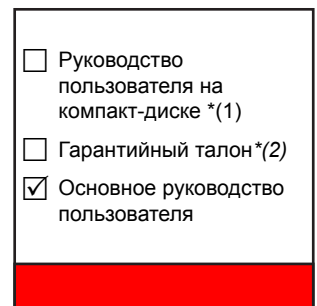 Руководство
пользователя на
компакт-диске *(1)
Гарантийный талон*(2)
Основное руководство
пользователя